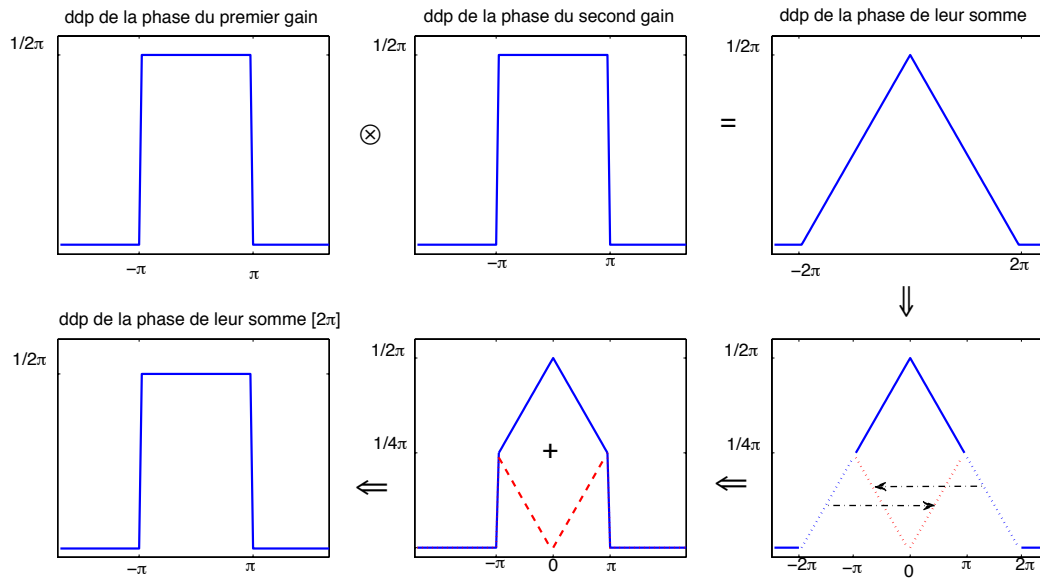 ddp de la phase du premier gain
ddp de la phase du second gain
ddp de la phase de leur somme
1/2π
−π
π
⊗
1/2π
−π
π
=
1/2π
−2π
2π
⇓
ddp de la phase de leur somme [2π]
1/2π
−π
π
⇐
1/2π
1/4π
+
−π
0
π
⇐
1/2π
1/4π
−2π
−π
0
π
2π